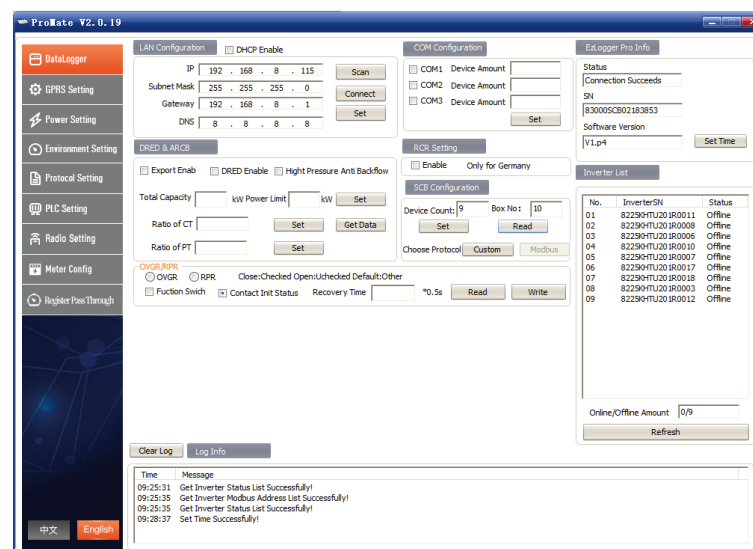 ProMate V2.0.19
DataLogger
GPRS Setting
Power Setting
Environment Setting
Protocol Setting
PLC Setting
Radio Setting
Meter Config
Register Pass Through
中文 English
LAN Configuration DHCP Enable
IP 192 . 168 . 8 . 115 Scan
Subnet Mask 255 . 255 . 255 . 0 Connect
Gateway 192 . 168 . 8 . 1 Set
DNS 8 . 8 . 8 . 8
COM Configuration
COM1 Device Amount
COM2 Device Amount
COM3 Device Amount
Set
EzLogger Pro Info
Status
Connection Succeeds
SN
83000SCB02183853
Software Version
V1.p4 Set Time
DRED & ARCB
Export Enab DRED Enable Hight Pressure Anti Backflow
Total Capacity kW Power Limit kW Set
Ratio of CT Set Get Data
Ratio of PT Set
RCR Setting
Enable Only for Germany
SCB Configuration
Device Count: 9 Box No: 10
Set Read
Choose Protocol Custom Modbus
OVGR/RPR
OVGR RPR Close:Checked Open:Uchecked Default:Other
Fuction Swich Contact Init Status Recovery Time *0.5s Read Write
Inverter List
No. InverterSN Status
01 8225KHTU201R0011 Offline
02 8225KHTU201R0008 Offline
03 8225KHTU201R0006 Offline
04 8225KHTU201R0010 Offline
05 8225KHTU201R0007 Offline
06 8225KHTU201R0017 Offline
07 8225KHTU201R0018 Offline
08 8225KHTU201R0003 Offline
09 8225KHTU201R0012 Offline
Online/Offline Amount 0/9
Refresh
Clear Log Log Info
Time Message
09:25:31 Get Inverter Status List Successfully!
09:25:35 Get Inverter Modbus Address List Successfully!
09:25:35 Get Inverter Status List Successfully!
09:28:37 Set Time Successfully!